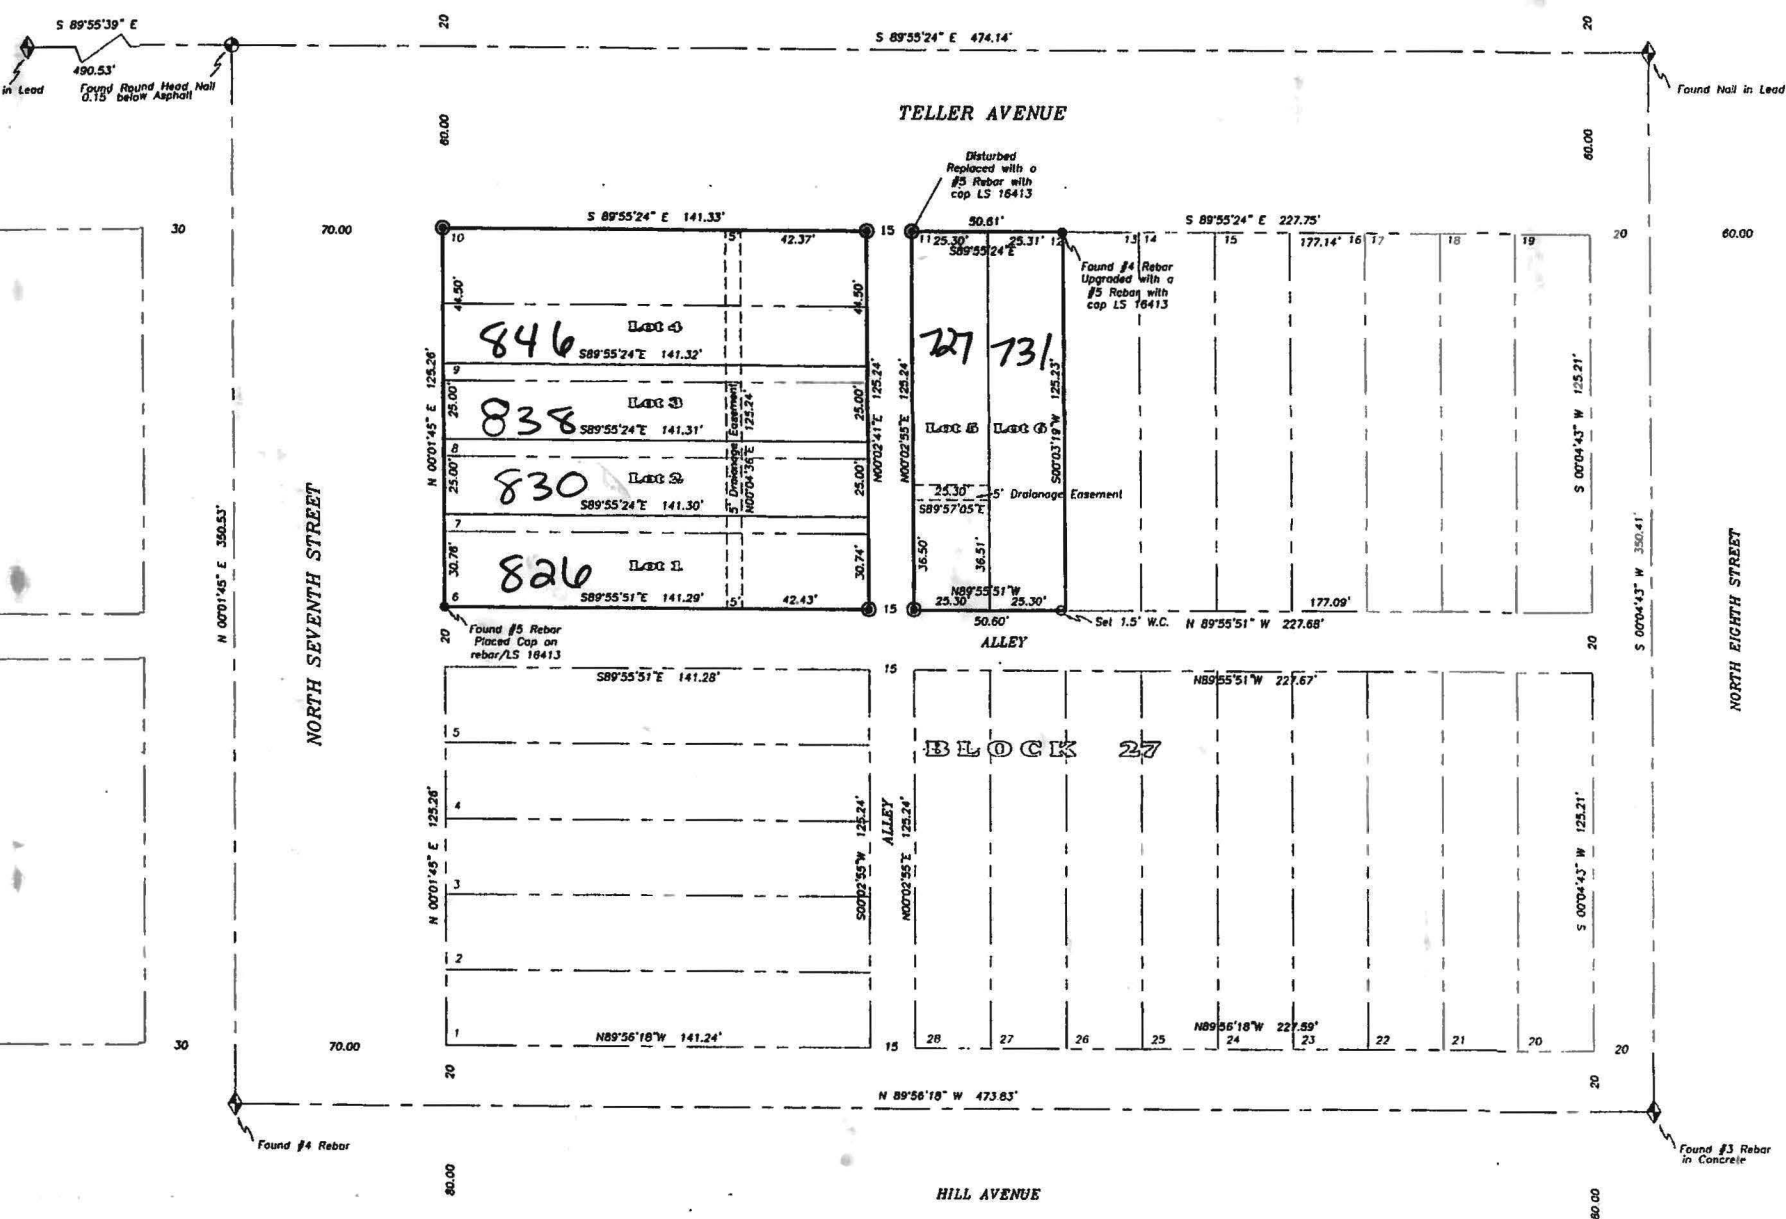 S 89°55'39" E
490.53'
in Lead
Found Round Head Nail
0.15' below Asphalt
20
S 89°55'24" E 474.14'
20
Found Nail in Lead
60.00
TELLER AVENUE
60.00
Disturbed
Replaced with a
#5 Rebar with
cap LS 16413
30
70.00
S 89°55'24" E 141.33'
15
50.61'
S 89°55'24" E 227.75'
20
60.00
10
5'
42.37'
11
25.30'
25.31'
12
13
14
15
177.14'
16
17
18
19
S89°55'24"E
Found #4 Rebar
Upgraded with a
#5 Rebar with
cap LS 16413
44.50'
44.50'
Lot 4
846
S89°55'24"E 141.32'
9
727
731
N 00°01'45" E 125.26'
25.00'
Lot 3
838
S89°55'24"E 141.31'
25.00'
5' Drainage Easement
N00°04'36"E 125.24'
N00°02'41"E 125.24'
N00°02'55"E 125.24'
S00°03'19"W 125.23'
S 00°04'43" W 125.21'
Lot 5
Lot 6
8
25.00'
Lot 2
830
S89°55'24"E 141.30'
25.00'
25.30'
5' Drainage Easement
S89°57'05"E
7
30.76'
Lot 1
826
S89°55'51"E 141.29'
30.74'
36.50'
36.51'
N89°55'51"W
6
5'
42.43'
15
25.30'
25.30'
177.09'
50.60'
Set 1.5' W.C.
N 89°55'51" W 227.68'
Found #5 Rebar
Placed Cap on
rebar/LS 16413
20
ALLEY
20
N 00°01'45" E 350.53'
NORTH SEVENTH STREET
S 00°04'43" W 350.41'
NORTH EIGHTH STREET
S89°55'51"E 141.28'
15
N89°55'51"W 227.67'
5
BLOCK 27
N 00°01'45" E 125.26'
4
3
2
S00°02'55"W 125.24'
ALLEY
N00°02'55"E 125.24'
S 00°04'43" W 125.21'
30
70.00
1
N89°56'18"W 141.24'
15
28
27
26
25
N89°56'18"W 227.59'
24
23
22
21
20
20
20
20
N 89°56'18" W 473.83'
Found #4 Rebar
Found #3 Rebar
in Concrete
80.00
HILL AVENUE
80.00